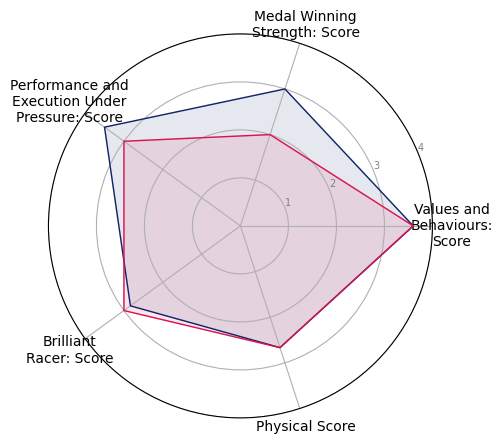 Medal Winning
Strength: Score
Performance and
Execution Under
Pressure: Score
4
3
2
1
Values and
Behaviours:
Score
Brilliant
Racer: Score
Physical Score